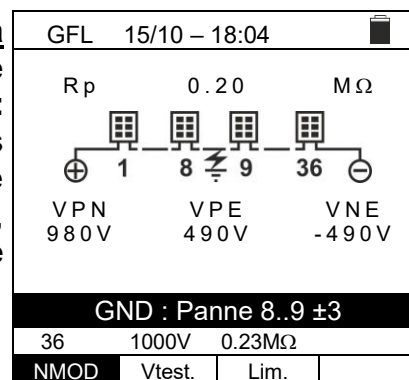 GFL 15/10 – 18:04
Rp 0.20 MΩ
1 8 9 36
VPN VPE VNE
980V 490V -490V
GND : Panne 8..9 ±3
36 1000V 0.23MΩ
NMOD Vtest. Lim.